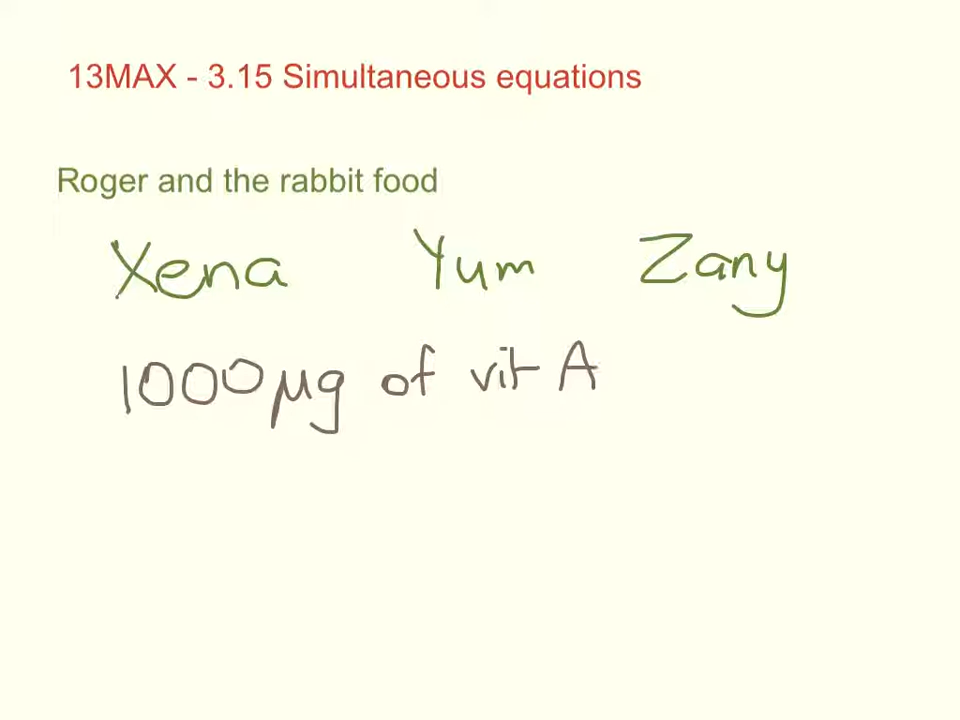 13MAX - 3.15 Simultaneous equations
Roger and the rabbit food
Xena Yum Zany
1000µg of vit A